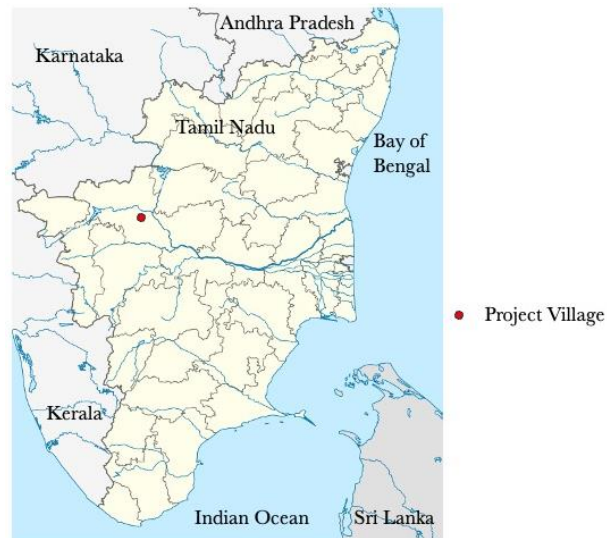 Andhra Pradesh
Karnataka
Tamil Nadu
Bay of
Bengal
Project Village
Kerala
Indian Ocean
Sri Lanka